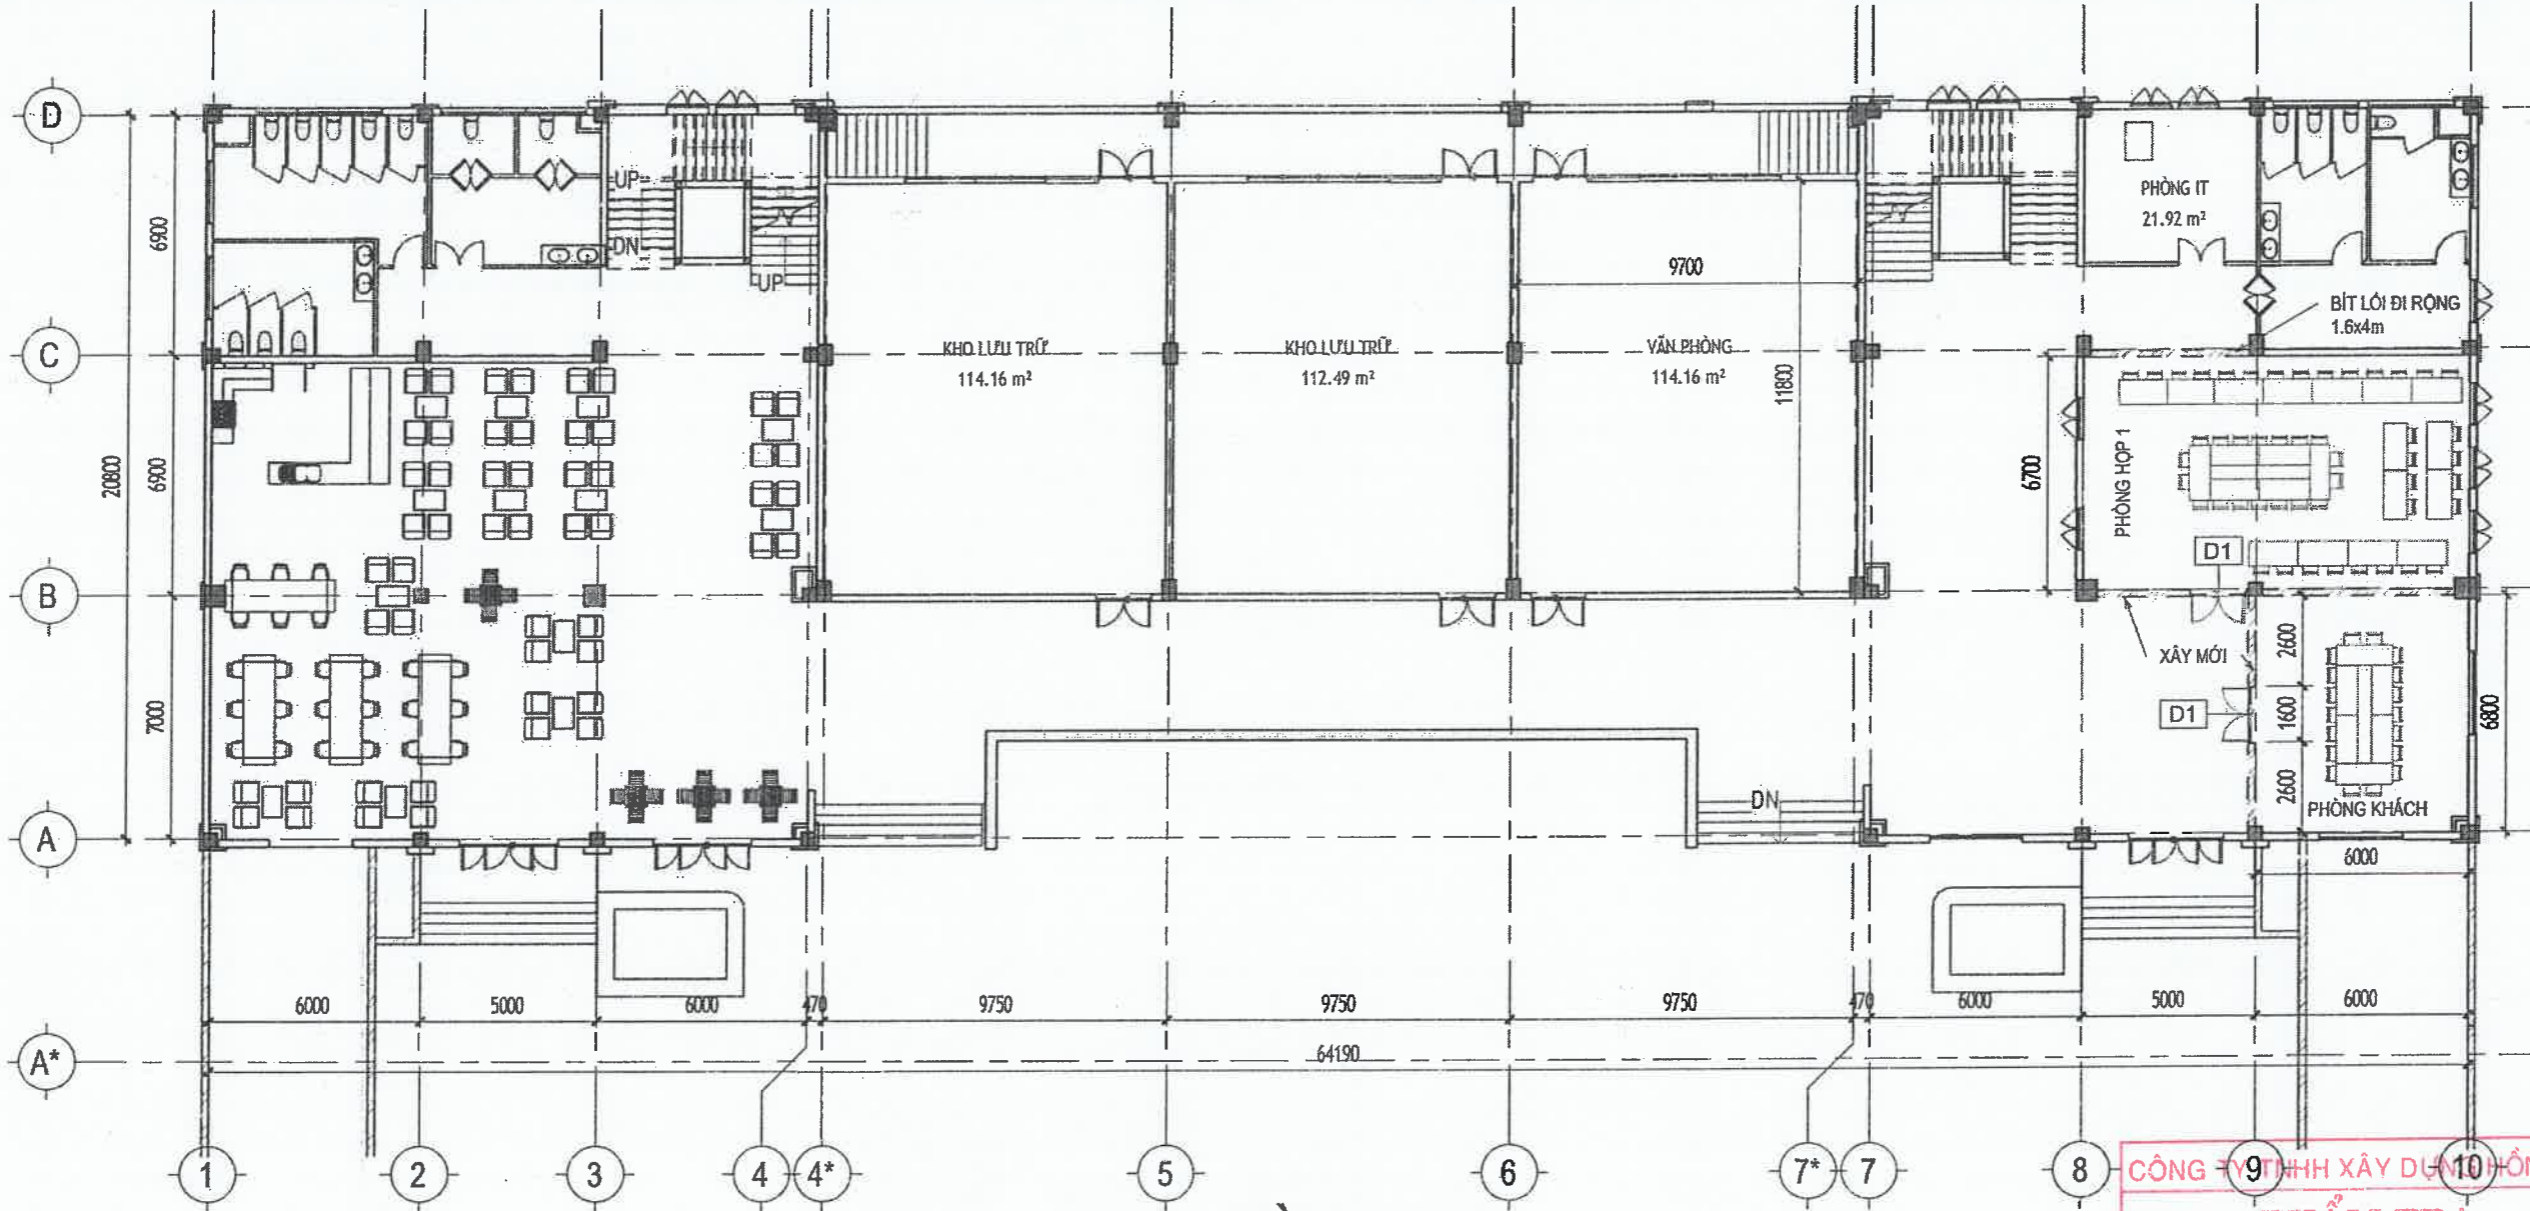 D
UP
DN
UP
6900
PHÒNG IT
21.92 m²
9700
BÍT LỐI ĐI RỘNG
1.6x4m
C
KHO LƯU TRỮ
114.16 m²
KHO LƯU TRỮ
112.49 m²
VĂN PHÒNG
114.16 m²
11800
20800
6900
6700
PHÒNG HỌP 1
D1
B
XÂY MỚI
2600
D1
1600
6800
7000
2600
PHÒNG KHÁCH
DN
A
6000
6000
5000
6000
470
9750
9750
9750
470
6000
5000
6000
A*
64190
1
2
3
4
4*
5
6
7*
7
8
9
10
CÔNG TY TNHH XÂY DỰNG